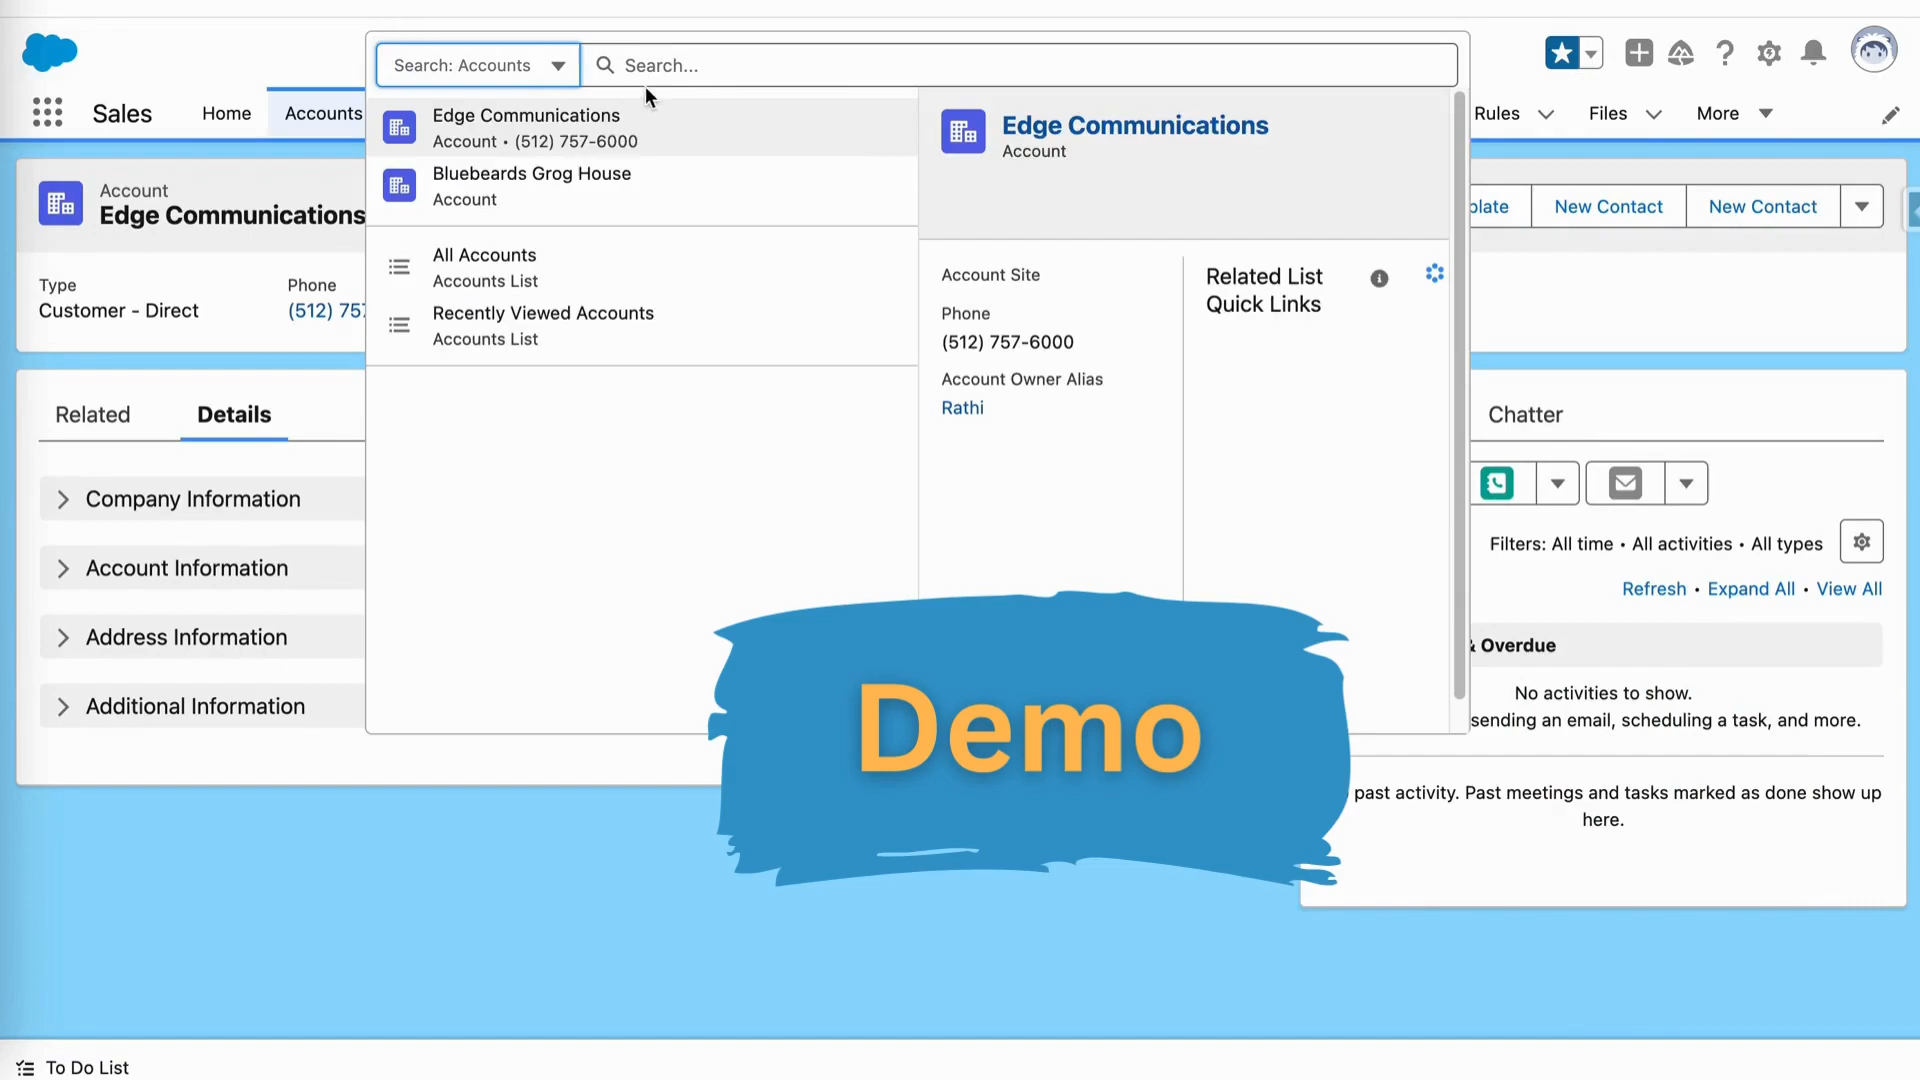 Search: Accounts
Search...
Sales
Home
Accounts
Rules
Files
More
Edge Communications
Account • (512) 757-6000
Bluebeards Grog House
Account
All Accounts
Accounts List
Recently Viewed Accounts
Accounts List
Edge Communications
Account
Account Site
Phone
(512) 757-6000
Account Owner Alias
Rathi
Related List
Quick Links
Account
Edge Communications
New Contact
New Contact
Type
Customer - Direct
Phone
(512) 757
Related
Details
Company Information
Account Information
Address Information
Additional Information
Chatter
Filters: All time • All activities • All types
Refresh • Expand All • View All
& Overdue
No activities to show.
sending an email, scheduling a task, and more.
past activity. Past meetings and tasks marked as done show up
here.
Demo
To Do List